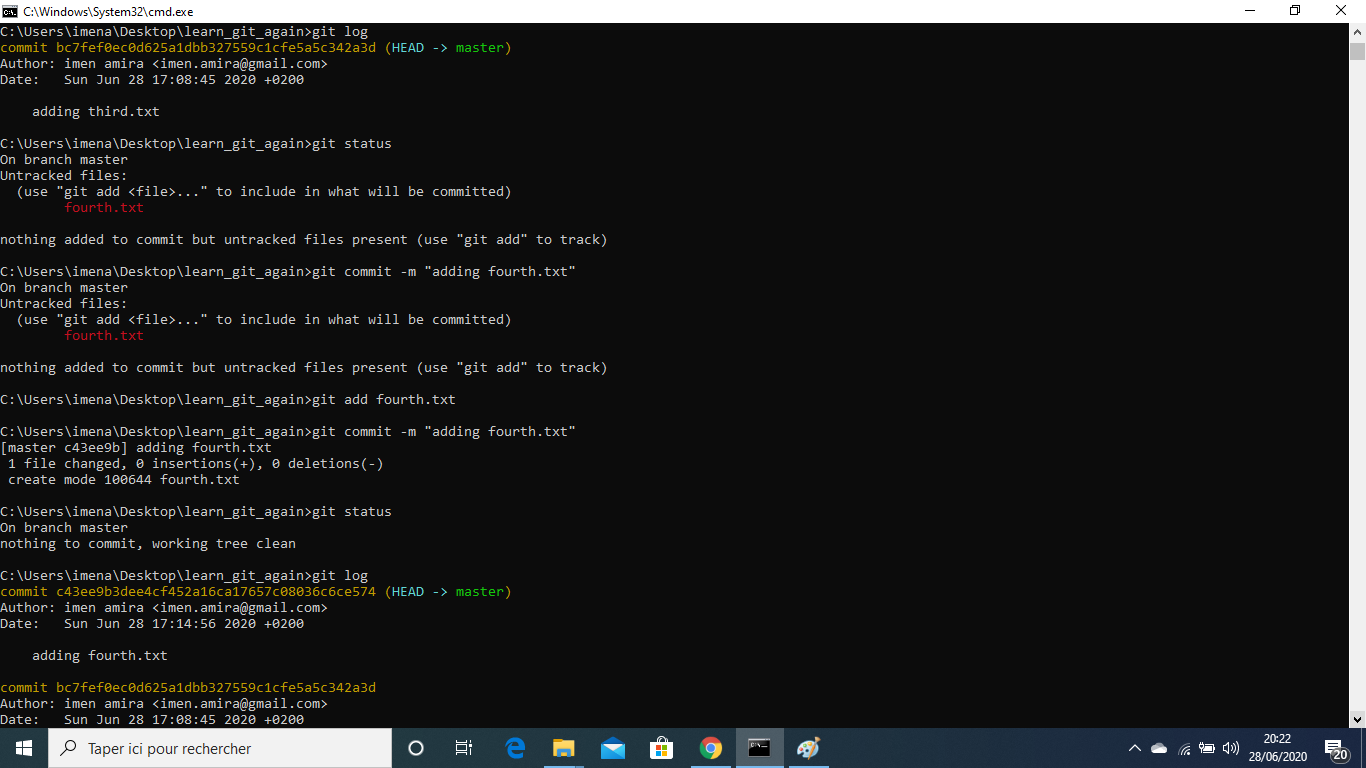 C:\Windows\System32\cmd.exe
C:\Users\imena\Desktop\learn_git_again>git log
commit bc7fef0ec0d625a1dbb327559c1cfe5a5c342a3d (HEAD -> master)
Author: imen amira <imen.amira@gmail.com>
Date:   Sun Jun 28 17:08:45 2020 +0200
    adding third.txt
C:\Users\imena\Desktop\learn_git_again>git status
On branch master
Untracked files:
  (use "git add <file>..." to include in what will be committed)
        fourth.txt
nothing added to commit but untracked files present (use "git add" to track)
C:\Users\imena\Desktop\learn_git_again>git commit -m "adding fourth.txt"
On branch master
Untracked files:
  (use "git add <file>..." to include in what will be committed)
        fourth.txt
nothing added to commit but untracked files present (use "git add" to track)
C:\Users\imena\Desktop\learn_git_again>git add fourth.txt
C:\Users\imena\Desktop\learn_git_again>git commit -m "adding fourth.txt"
[master c43ee9b] adding fourth.txt
 1 file changed, 0 insertions(+), 0 deletions(-)
 create mode 100644 fourth.txt
C:\Users\imena\Desktop\learn_git_again>git status
On branch master
nothing to commit, working tree clean
C:\Users\imena\Desktop\learn_git_again>git log
commit c43ee9b3dee4cf452a16ca17657c08036c6ce574 (HEAD -> master)
Author: imen amira <imen.amira@gmail.com>
Date:   Sun Jun 28 17:14:56 2020 +0200
    adding fourth.txt
commit bc7fef0ec0d625a1dbb327559c1cfe5a5c342a3d
Author: imen amira <imen.amira@gmail.com>
Date:   Sun Jun 28 17:08:45 2020 +0200
Taper ici pour rechercher
20:22
28/06/2020
20